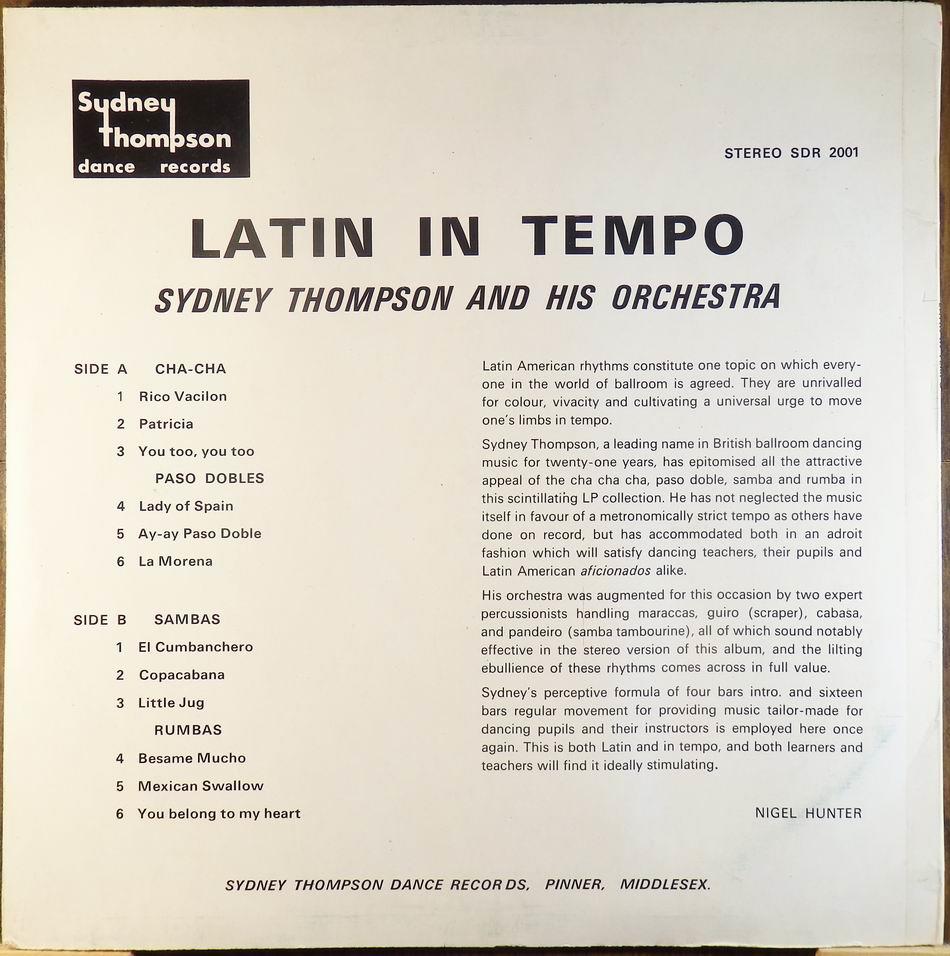 Sydney
Thompson
dance records
STEREO SDR 2001
LATIN IN TEMPO
SYDNEY THOMPSON AND HIS ORCHESTRA
SIDE A CHA-CHA
1 Rico Vacilon
2 Patricia
3 You too, you too
PASO DOBLES
4 Lady of Spain
5 Ay-ay Paso Doble
6 La Morena
SIDE B SAMBAS
1 El Cumbanchero
2 Copacabana
3 Little Jug
RUMBAS
4 Besame Mucho
5 Mexican Swallow
6 You belong to my heart
Latin American rhythms constitute one topic on which every-
one in the world of ballroom is agreed. They are unrivalled
for colour, vivacity and cultivating a universal urge to move
one's limbs in tempo.
Sydney Thompson, a leading name in British ballroom dancing
music for twenty-one years, has epitomised all the attractive
appeal of the cha cha cha, paso doble, samba and rumba in
this scintillating LP collection. He has not neglected the music
itself in favour of a metronomically strict tempo as others have
done on record, but has accommodated both in an adroit
fashion which will satisfy dancing teachers, their pupils and
Latin American aficionados alike.
His orchestra was augmented for this occasion by two expert
percussionists handling maraccas, guiro (scraper), cabasa,
and pandeiro (samba tambourine), all of which sound notably
effective in the stereo version of this album, and the lilting
ebullience of these rhythms comes across in full value.
Sydney's perceptive formula of four bars intro. and sixteen
bars regular movement for providing music tailor-made for
dancing pupils and their instructors is employed here once
again. This is both Latin and in tempo, and both learners and
teachers will find it ideally stimulating.
NIGEL HUNTER
SYDNEY THOMPSON DANCE RECORDS, PINNER, MIDDLESEX.